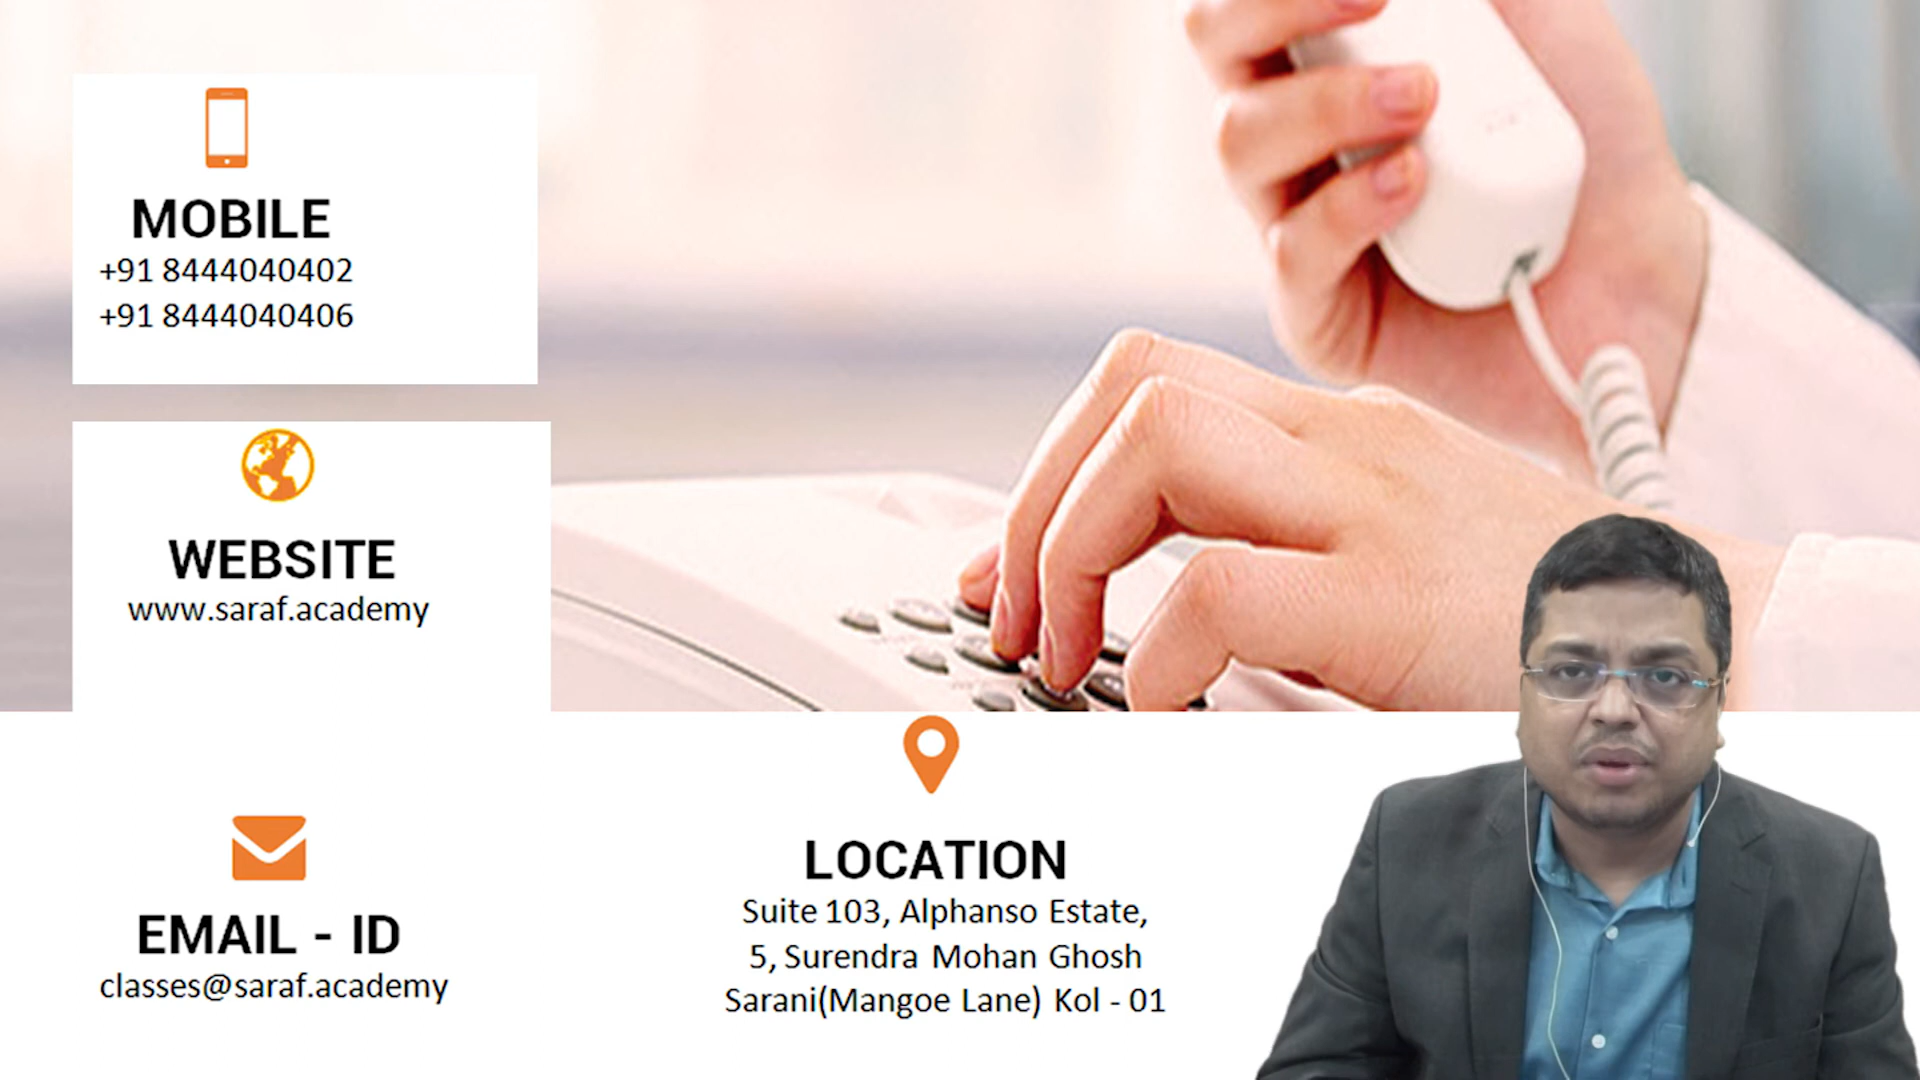 MOBILE
+91 8444040402
+91 8444040406
WEBSITE
www.saraf.academy
EMAIL - ID
classes@saraf.academy
LOCATION
Suite 103, Alphanso Estate,
5, Surendra Mohan Ghosh
Sarani(Mangoe Lane) Kol - 01